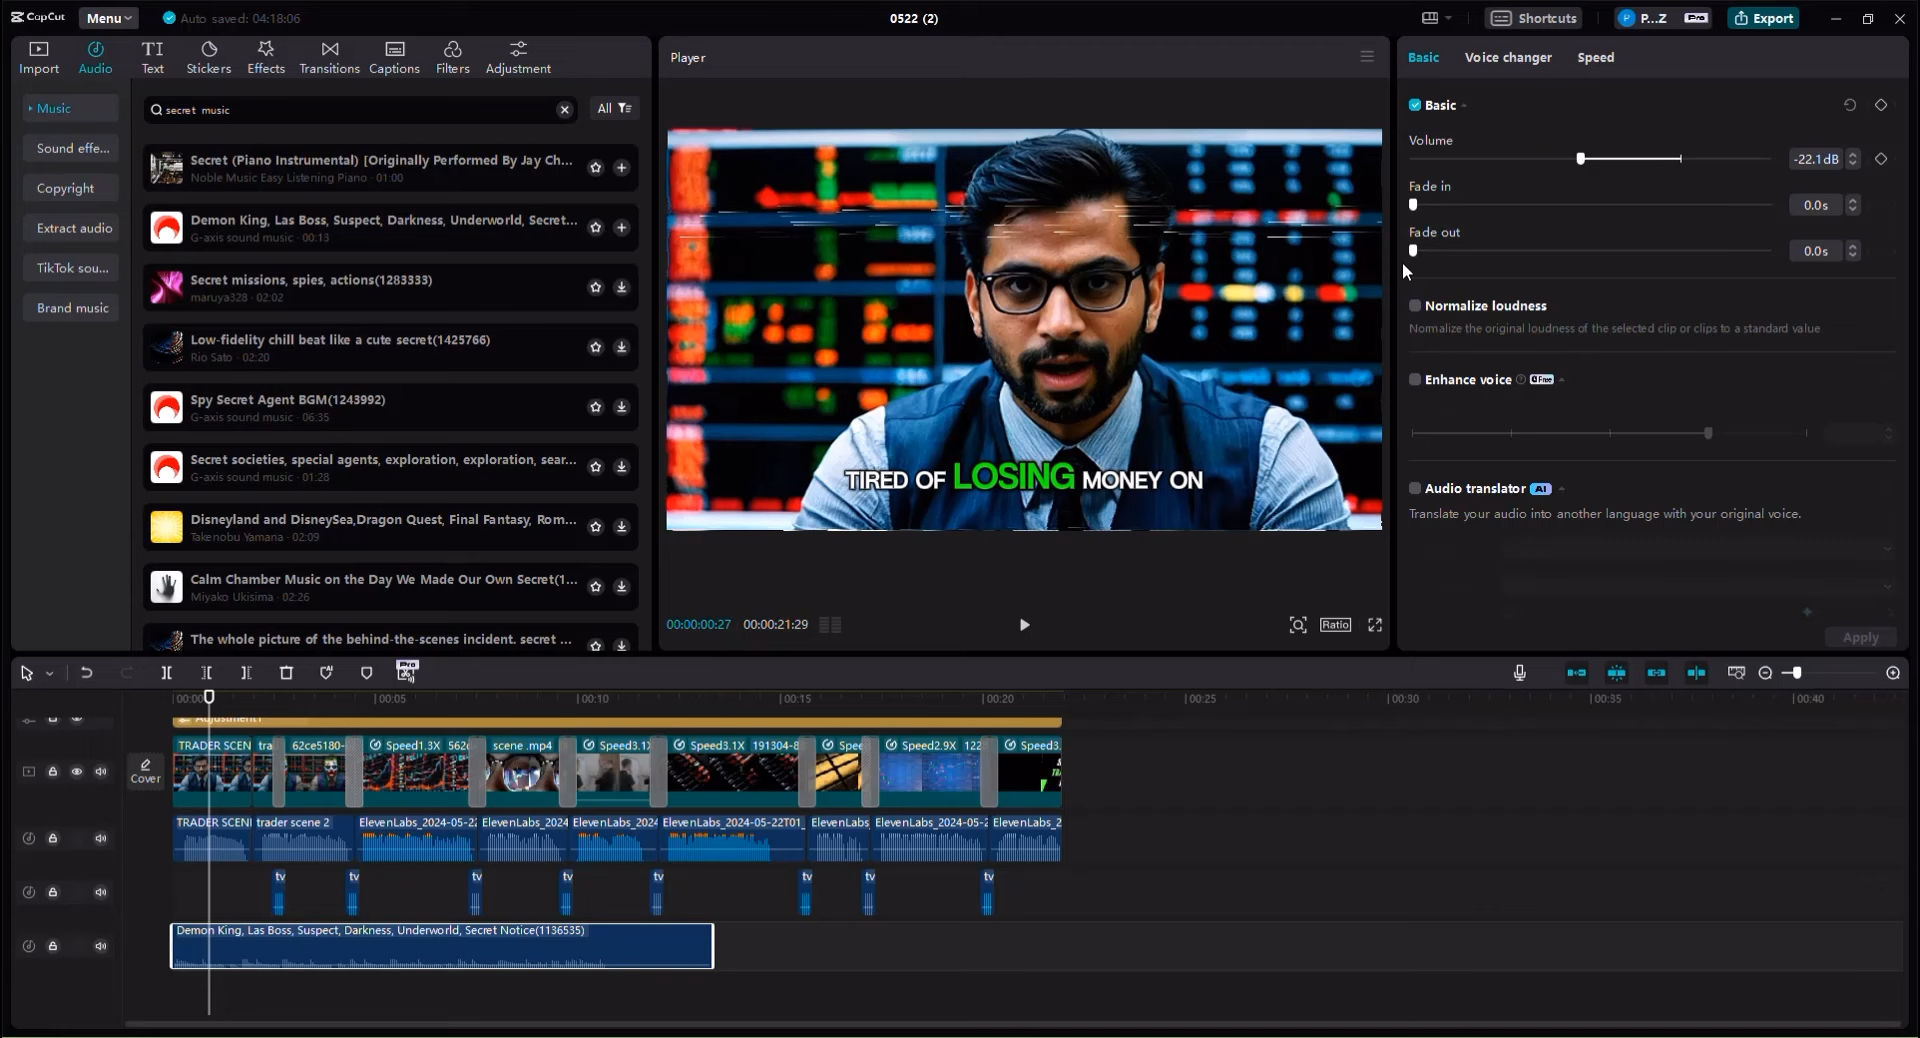 CapCut
Menu
Auto saved: 04:18:06
0522 (2)
Shortcuts
P...Z
Pro
Export
Import
Audio
TI
Text
Stickers
Effects
Transitions
Captions
Filters
Adjustment
Music
Sound effe...
Copyright
Extract audio
TikTok sou...
Brand music
secret music
All
Secret (Piano Instrumental) [Originally Performed By Jay Ch...
Noble Music Easy Listening Piano · 01:00
Demon King, Las Boss, Suspect, Darkness, Underworld, Secret...
G-axis sound music · 00:13
Secret missions, spies, actions(1283333)
maruya328 · 02:02
Low-fidelity chill beat like a cute secret(1425766)
Rio Sato · 02:20
Spy Secret Agent BGM(1243992)
G-axis sound music · 06:35
Secret societies, special agents, exploration, exploration, sear...
G-axis sound music · 01:28
Disneyland and DisneySea,Dragon Quest, Final Fantasy, Rom...
Takenobu Yamana · 02:09
Calm Chamber Music on the Day We Made Our Own Secret(1...
Miyako Ukisima · 02:26
The whole picture of the behind-the-scenes incident. secret ...
Player
TIRED OF LOSING MONEY ON
00:00:00:27
00:00:21:29
Ratio
Basic
Voice changer
Speed
Basic
Volume
-22.1dB
Fade in
0.0s
Fade out
0.0s
Normalize loudness
Normalize the original loudness of the selected clip or clips to a standard value
Enhance voice
Free
Audio translator
AI
Translate your audio into another language with your original voice.
Apply
Pro
00:00
00:05
00:10
00:15
00:20
00:25
00:30
00:35
00:40
Adjustment1
Cover
TRADER SCEN
tra
62ce5180-
Speed1.3X 562
scene .mp4
Speed3.1X
Speed3.1X 191304-8
Spee
Speed2.9X 122
Speed3.
TRADER SCEN
trader scene 2
ElevenLabs_2024-05-22
ElevenLabs_2024
ElevenLabs_2024
ElevenLabs_2024-05-22T01_
ElevenLabs
ElevenLabs_2024-05-2
ElevenLabs_2
tv
tv
tv
tv
tv
tv
tv
tv
Demon King, Las Boss, Suspect, Darkness, Underworld, Secret Notice(1136535)